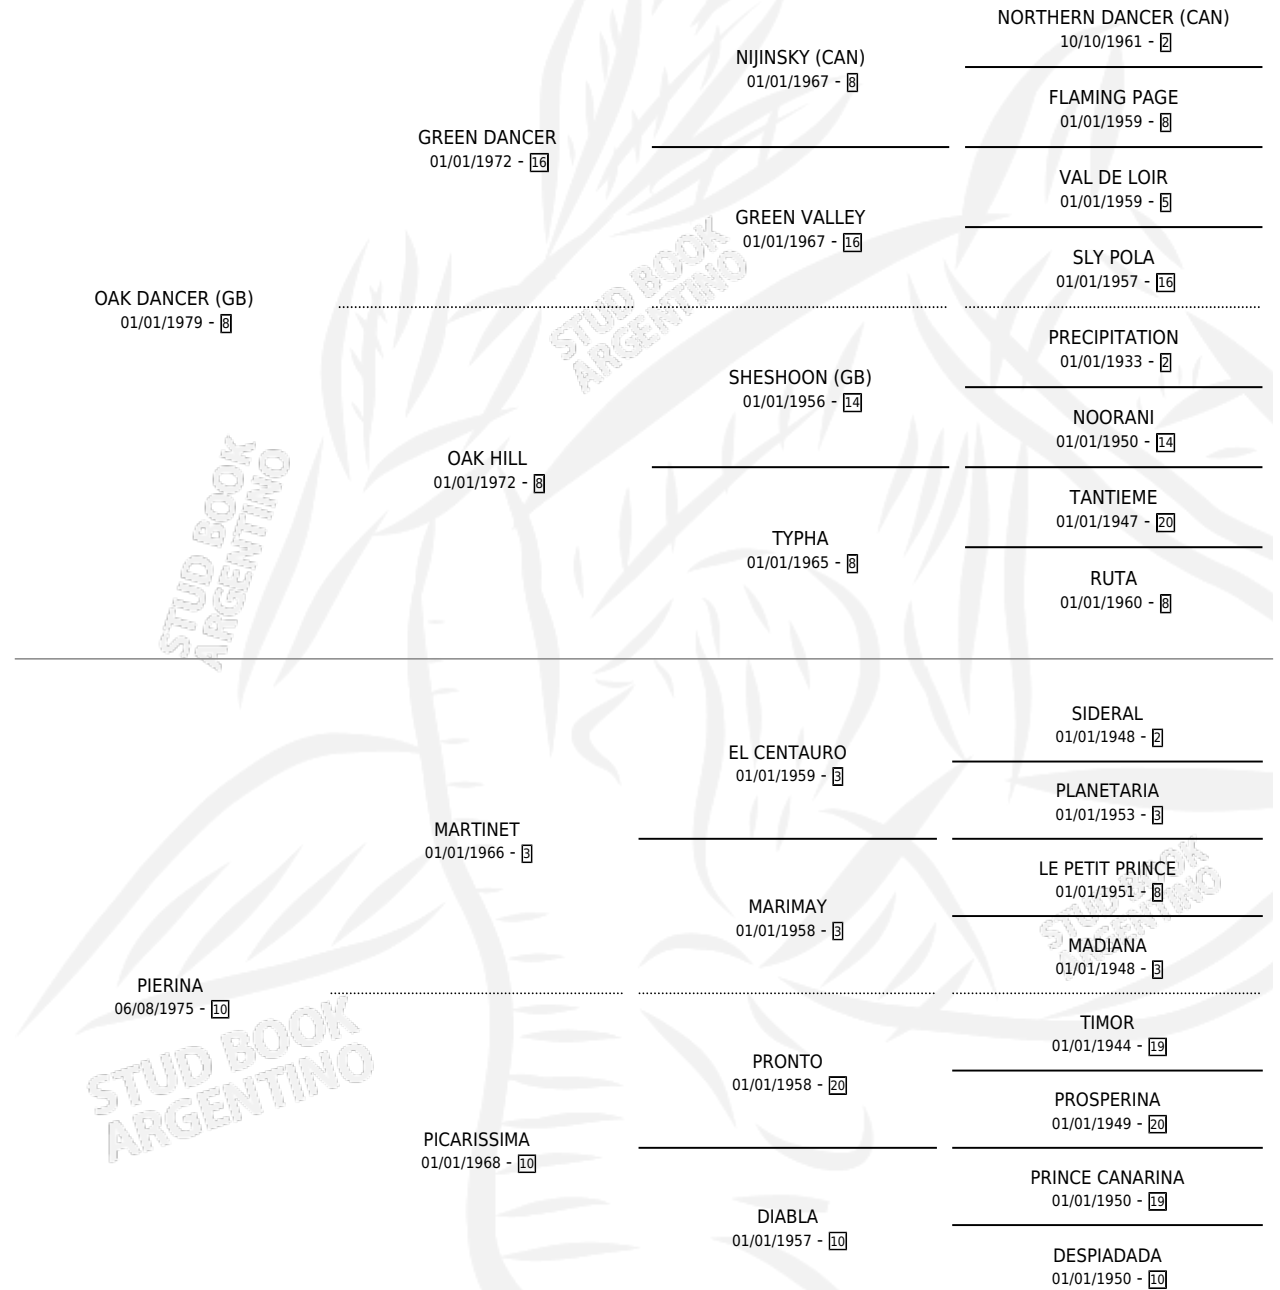 NORTHERN DANCER (CAN)
10/10/1961 - 2
NIJINSKY (CAN)
01/01/1967 - 8
FLAMING PAGE
01/01/1959 - 8
GREEN DANCER
01/01/1972 - 16
VAL DE LOIR
01/01/1959 - 5
GREEN VALLEY
01/01/1967 - 16
SLY POLA
01/01/1957 - 16
OAK DANCER (GB)
01/01/1979 - 8
STUD BOOK
ARGENTINO
PRECIPITATION
01/01/1933 - 2
SHESHOON (GB)
01/01/1956 - 14
NOORANI
01/01/1950 - 14
OAK HILL
01/01/1972 - 8
TANTIEME
01/01/1947 - 20
TYPHA
01/01/1965 - 8
RUTA
01/01/1960 - 8
STUD BOOK
ARGENTINO
SIDERAL
01/01/1948 - 2
EL CENTAURO
01/01/1959 - 3
PLANETARIA
01/01/1953 - 3
MARTINET
01/01/1966 - 3
LE PETIT PRINCE
01/01/1951 - 8
MARIMAY
01/01/1958 - 3
MADIANA
01/01/1948 - 3
STUD BOOK
ARGENTINO
PIERINA
06/08/1975 - 10
TIMOR
01/01/1944 - 19
PRONTO
01/01/1958 - 20
PROSPERINA
01/01/1949 - 20
STUD BOOK
ARGENTINO
PICARISSIMA
01/01/1968 - 10
PRINCE CANARINA
01/01/1950 - 19
DIABLA
01/01/1957 - 10
DESPIADADA
01/01/1950 - 10